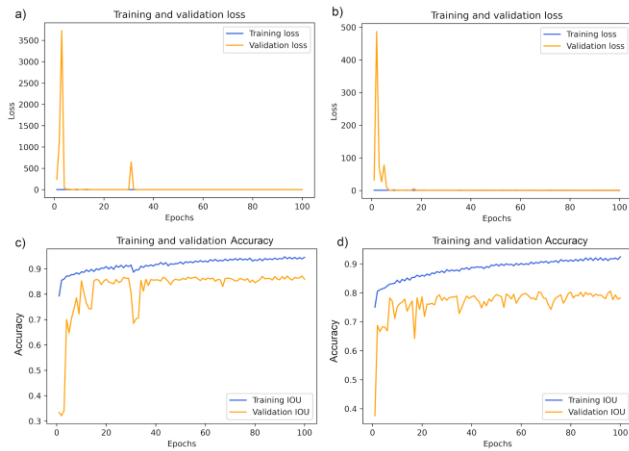 a)
Training and validation loss
Training loss
Validation loss
3500
3000
2500
2000
1500
1000
500
0
Loss
0
20
40
60
80
100
Epochs
b)
Training and validation loss
Training loss
Validation loss
500
400
300
200
100
0
Loss
0
20
40
60
80
100
Epochs
c)
Training and validation Accuracy
0.9
0.8
0.7
0.6
0.5
0.4
0.3
Accuracy
Training IOU
Validation IOU
0
20
40
60
80
100
Epochs
d)
Training and validation Accuracy
0.9
0.8
0.7
0.6
0.5
0.4
Accuracy
Training IOU
Validation IOU
0
20
40
60
80
100
Epochs